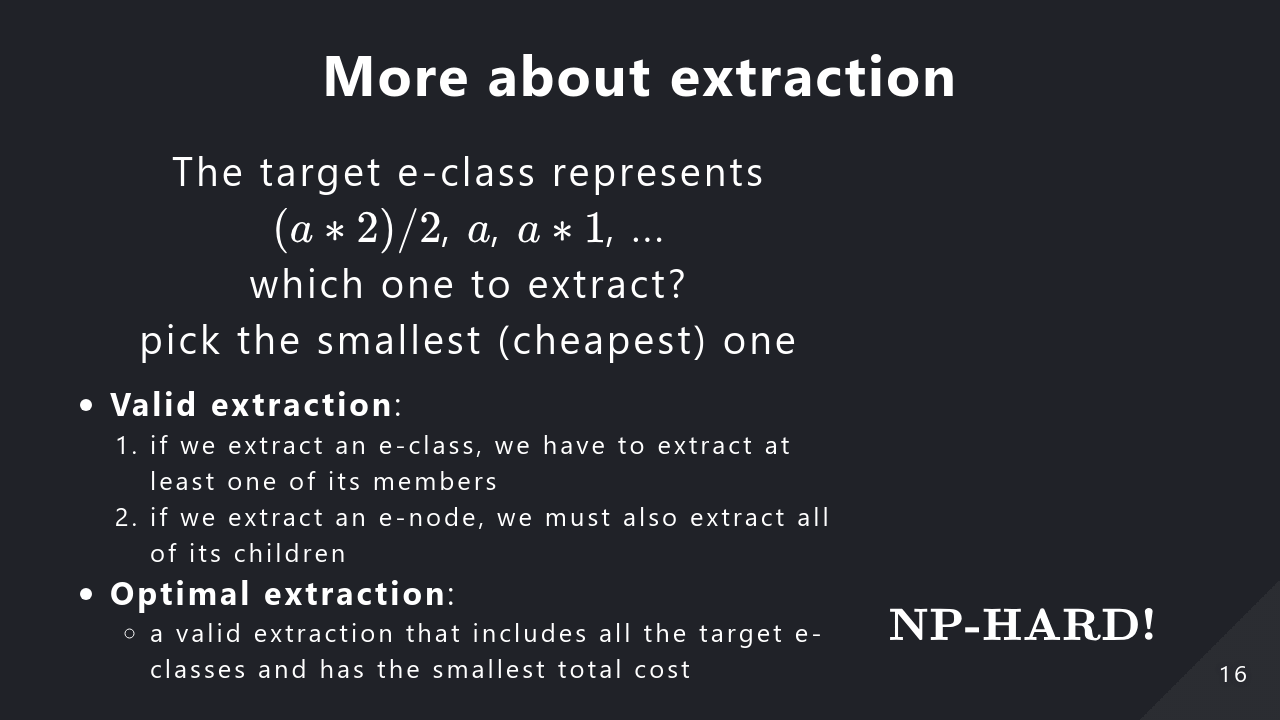 More about extraction
The target e-class represents
(a ∗ 2)/2, a, a ∗ 1, ...
which one to extract?
pick the smallest (cheapest) one
• Valid extraction:
1. if we extract an e-class, we have to extract at
least one of its members
2. if we extract an e-node, we must also extract all
of its children
• Optimal extraction:
○ a valid extraction that includes all the target e-
classes and has the smallest total cost
NP-HARD!
16